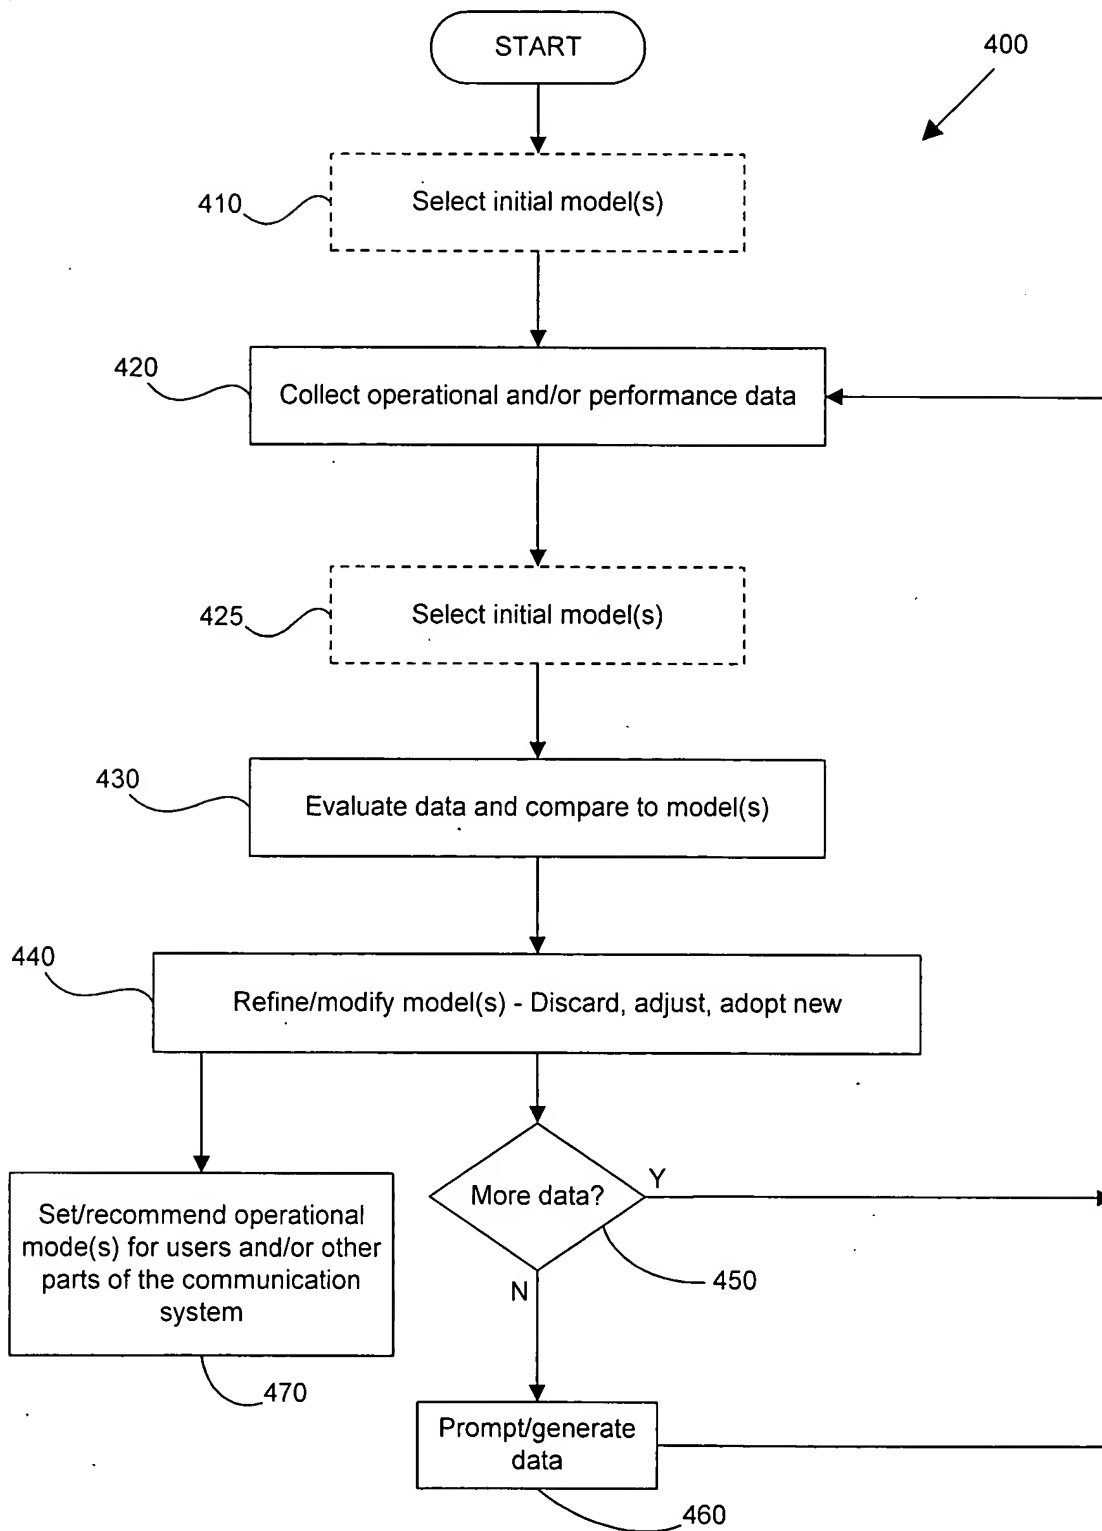 START
400
Select initial model(s)
410
420
Collect operational and/or performance data
Select initial model(s)
425
430
Evaluate data and compare to model(s)
440
Refine/modify model(s) - Discard, adjust, adopt new
More data?
Y
Set/recommend operational
mode(s) for users and/or other
parts of the communication
system
450
N
470
Prompt/generate
data
460